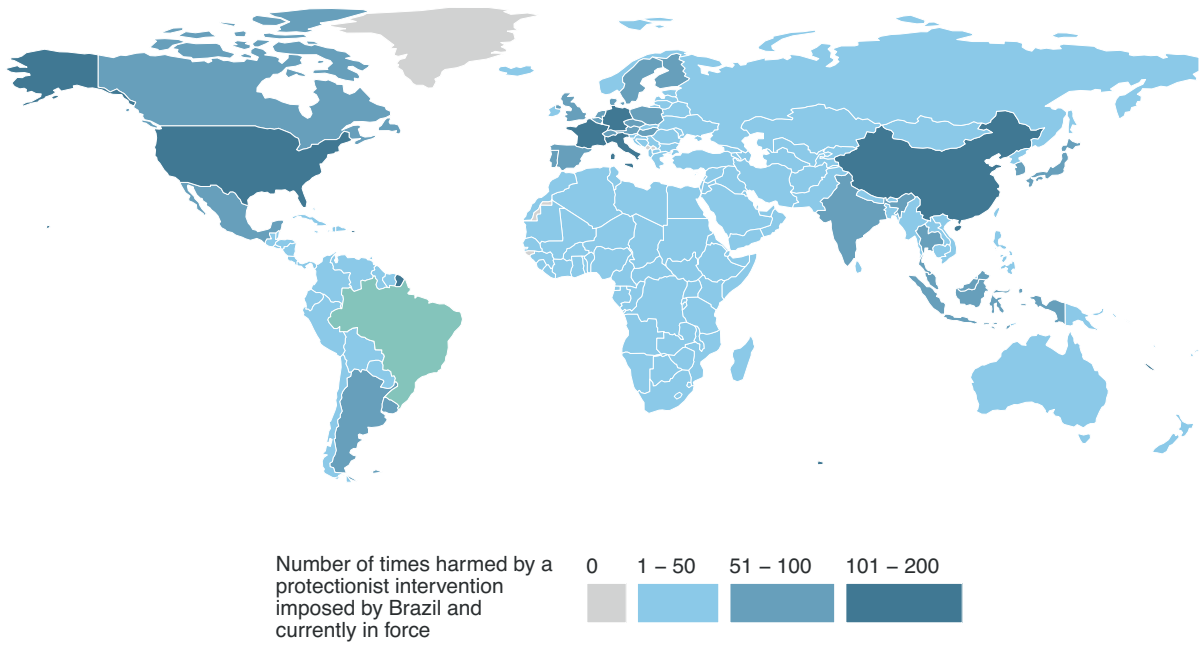 Number of times harmed by a
protectionist intervention
imposed by Brazil and
currently in force
0
1 – 50
51 – 100
101 – 200